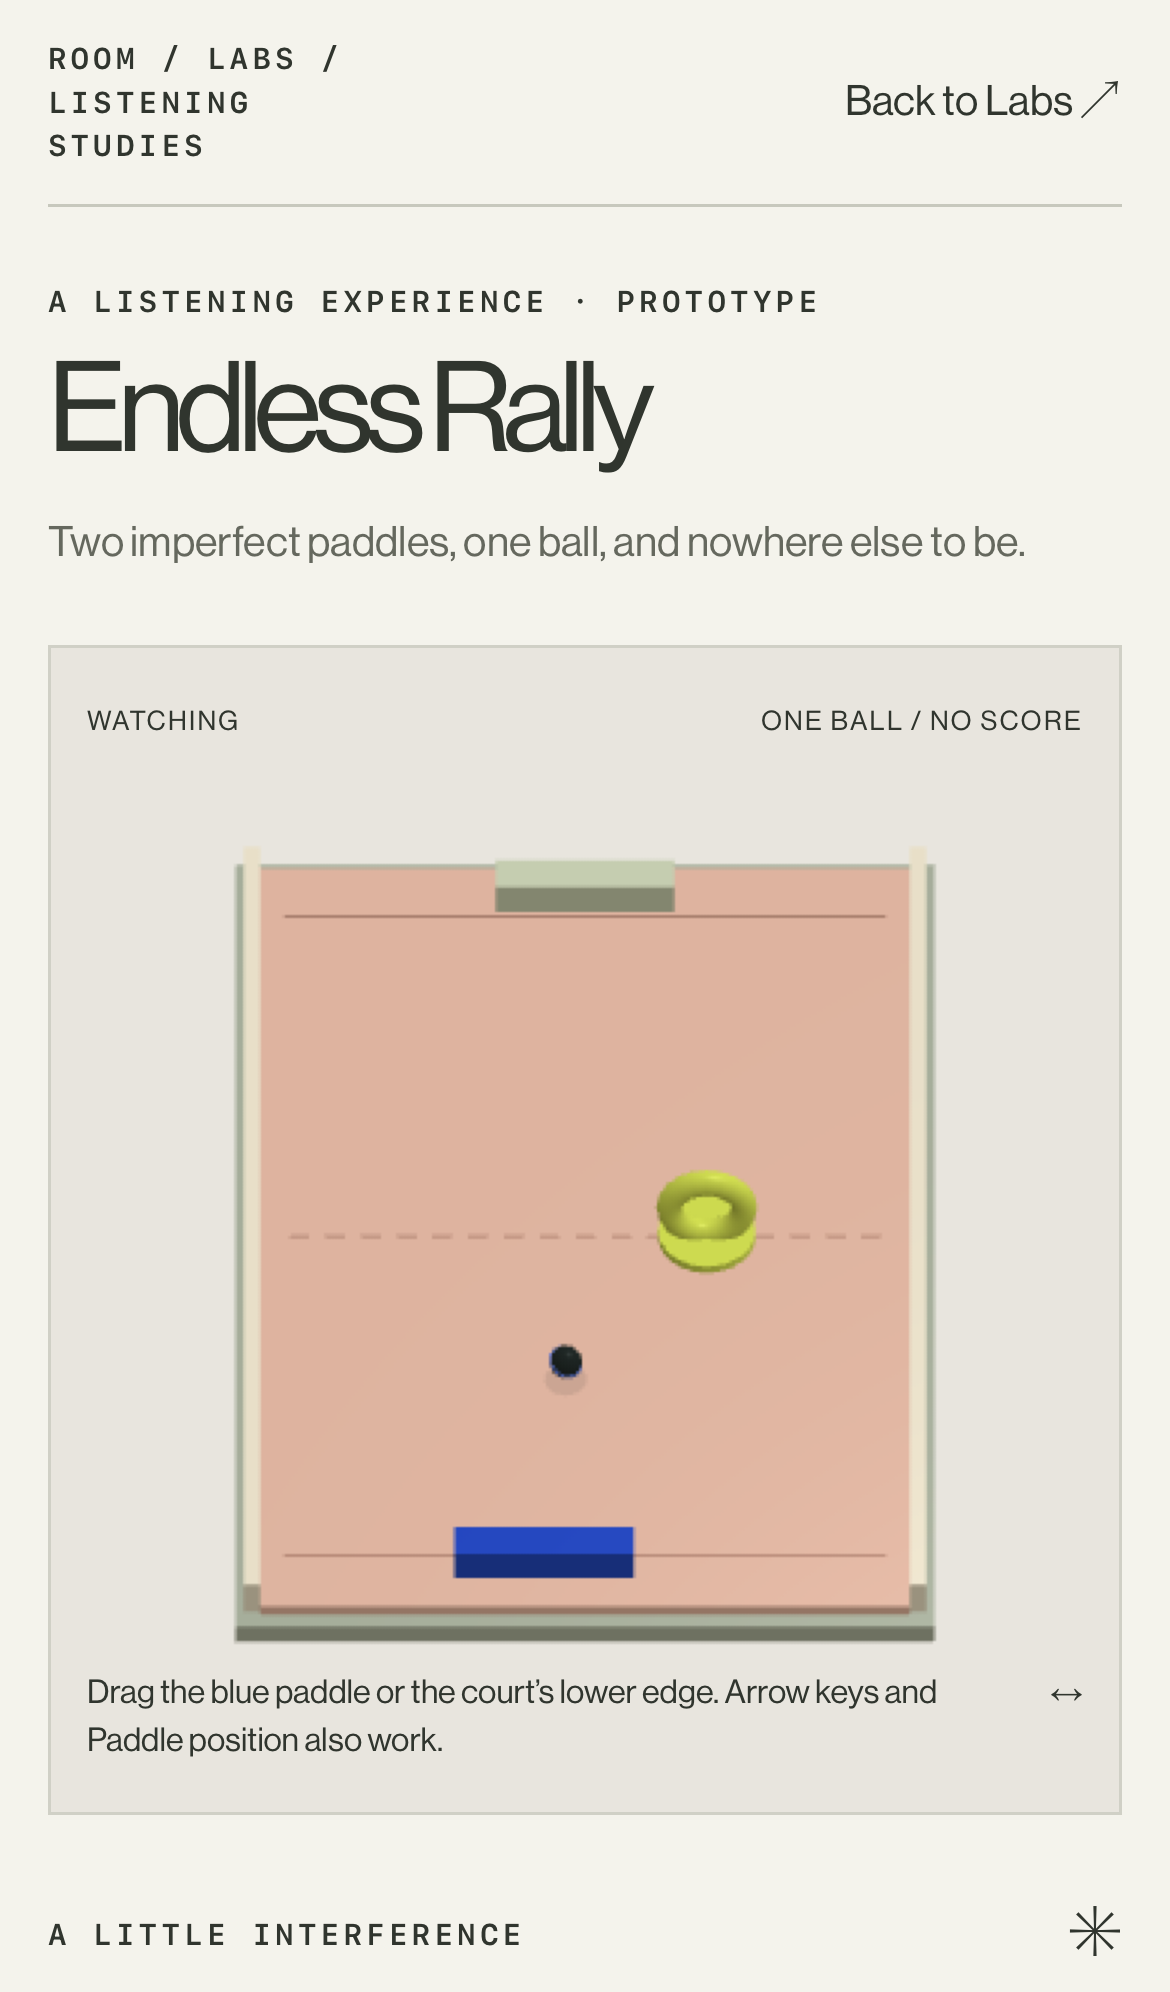 ROOM / LABS /
LISTENING
STUDIES
Back to Labs ↗
A LISTENING EXPERIENCE · PROTOTYPE
Endless Rally
Two imperfect paddles, one ball, and nowhere else to be.
WATCHING
ONE BALL / NO SCORE
Drag the blue paddle or the court’s lower edge. Arrow keys and
Paddle position also work.
↔
A LITTLE INTERFERENCE